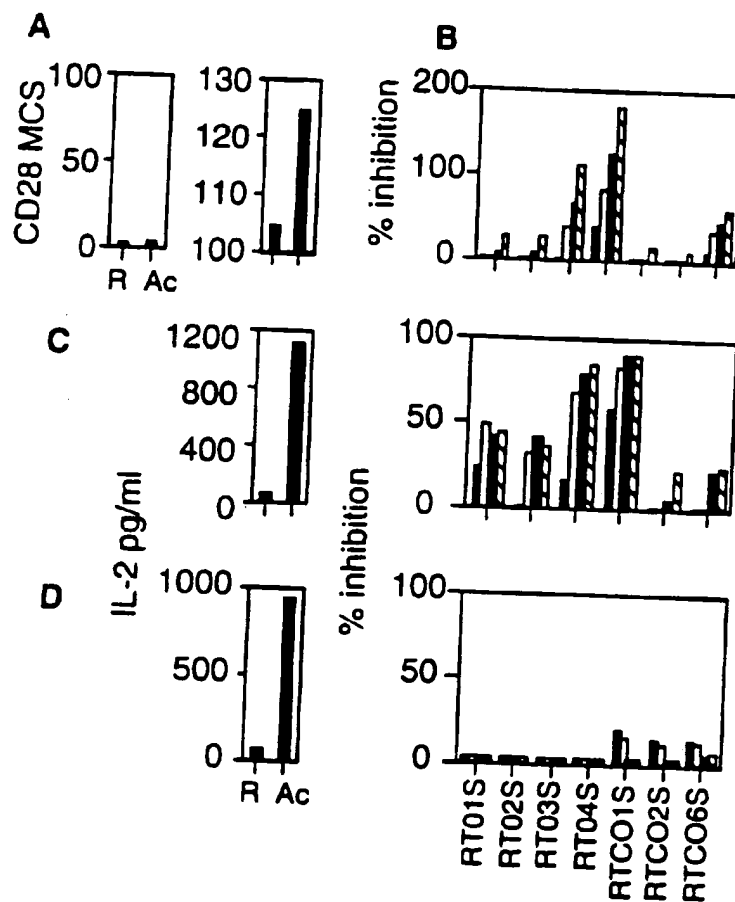 A
B
CD28 MCS
100
50
0
R Ac
130
120
110
100
% inhibition
200
100
0
C
1200
800
400
0
IL-2 pg/ml
% inhibition
100
50
0
D
1000
500
0
R Ac
100
50
0
RT01S
RT02S
RT03S
RT04S
RTCO1S
RTCO2S
RTCO6S